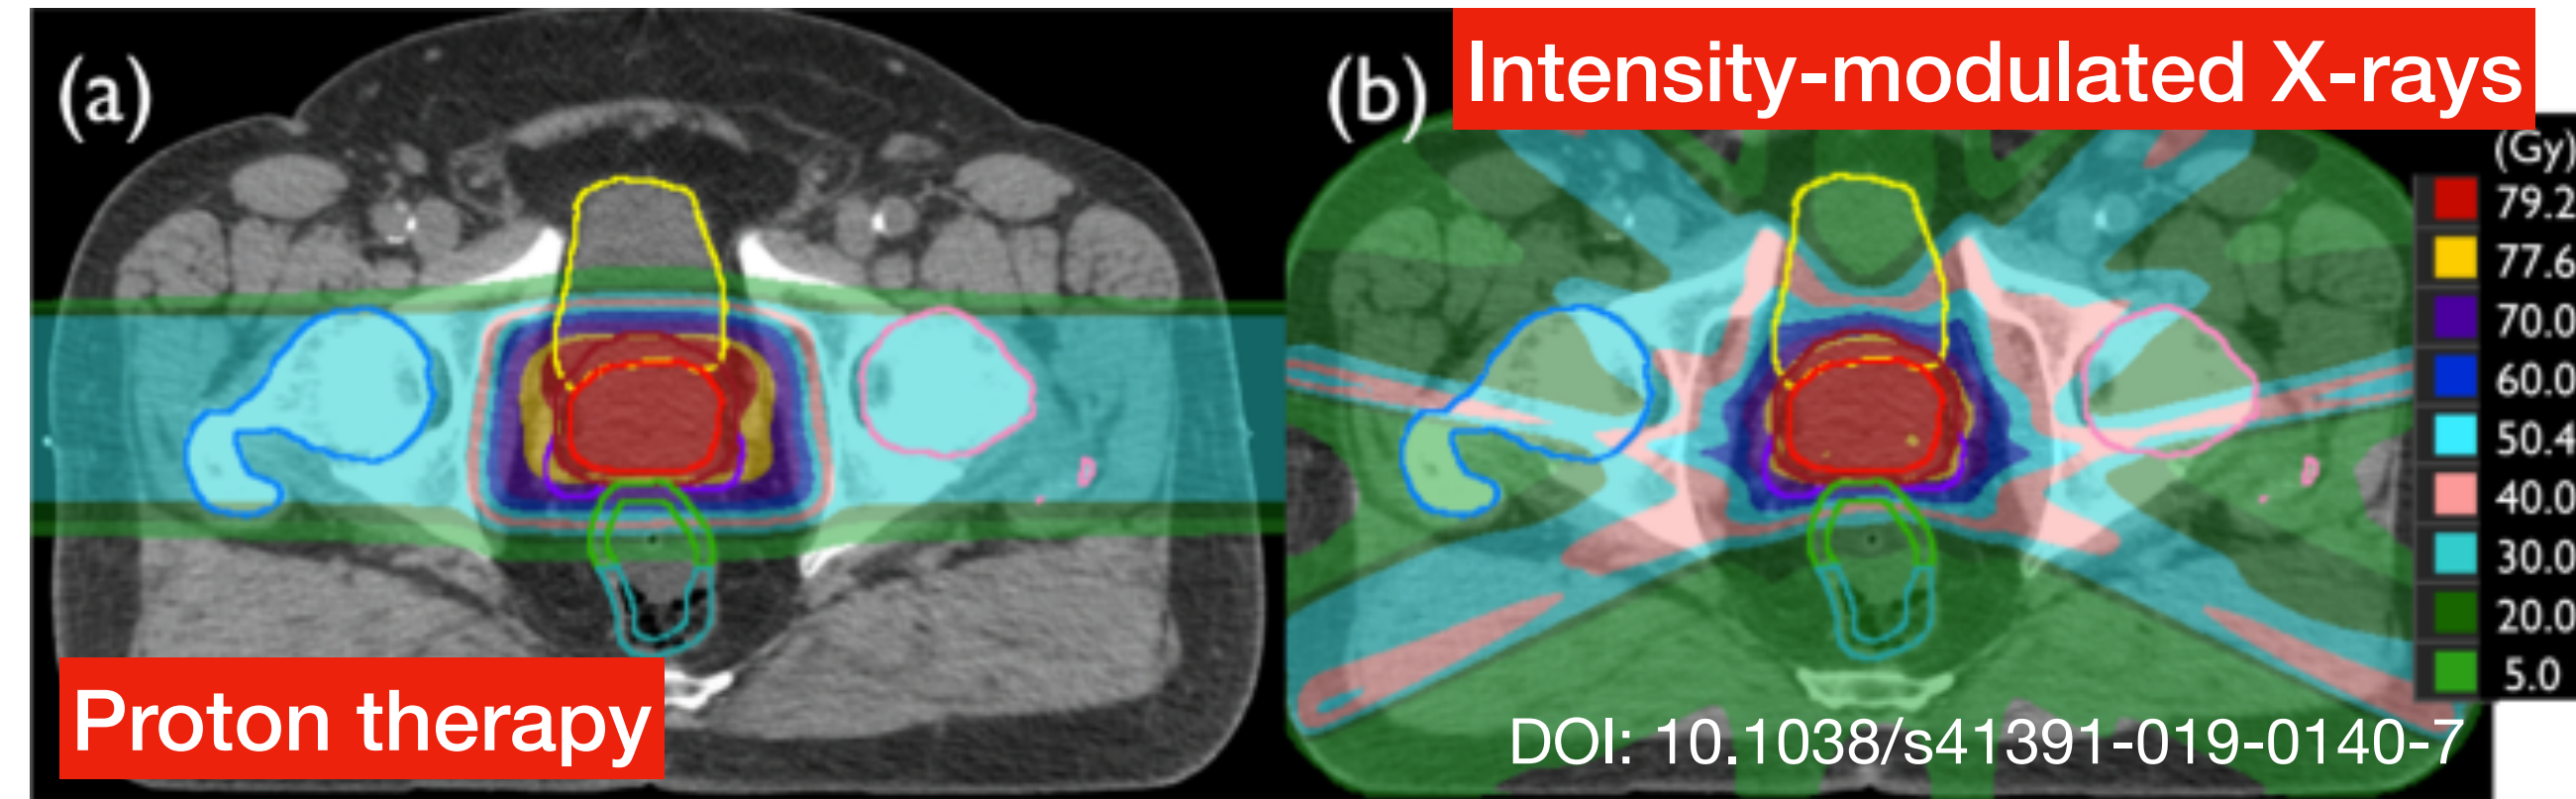 (a)
Proton therapy
(b)
Intensity-modulated X-rays
(Gy)
79.2
77.6
70.0
60.0
50.4
40.0
30.0
20.0
5.0
DOI: 10.1038/s41391-019-0140-7